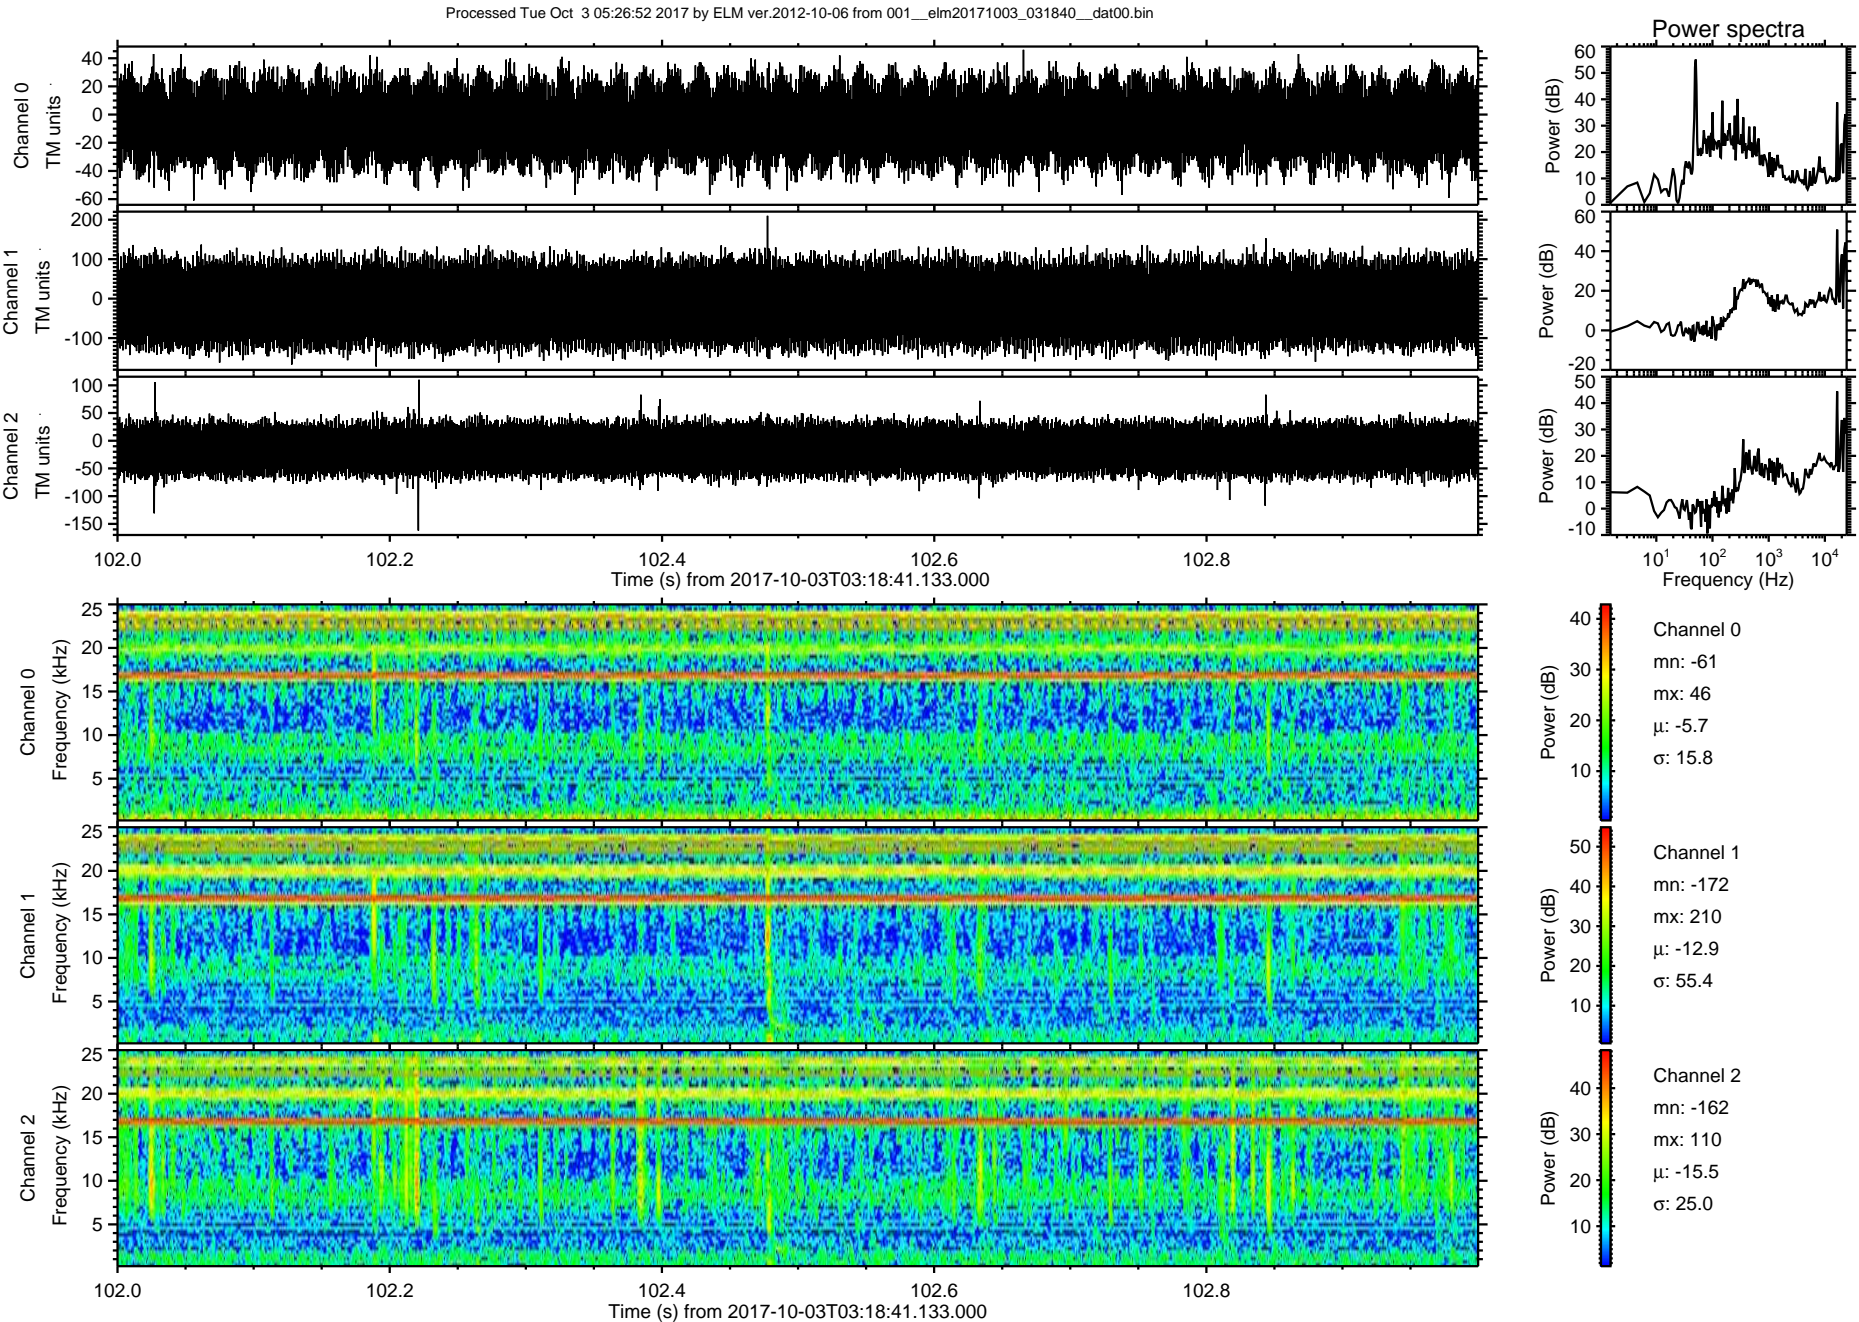 Processed Tue Oct  3 05:26:52 2017 by ELM ver.2012-10-06 from 001__elm20171003_031840__dat00.bin
Power spectra
Channel 0
TM units
40
20
0
-20
-40
-60
Power (dB)
60
50
40
30
20
10
0
Channel 1
TM units
200
100
0
-100
Power (dB)
60
40
20
0
-20
Channel 2
TM units
100
50
0
-50
-100
-150
Power (dB)
50
40
30
20
10
0
-10
102.0 102.2 102.4 102.6 102.8
Time (s) from 2017-10-03T03:18:41.133.000
10¹ 10² 10³ 10⁴
Frequency (Hz)
Channel 0
Frequency (kHz)
25
20
15
10
5
Power (dB)
40
30
20
10
Channel 0
mn: -61
mx: 46
μ: -5.7
σ: 15.8
Channel 1
Frequency (kHz)
25
20
15
10
5
Power (dB)
50
40
30
20
10
Channel 1
mn: -172
mx: 210
μ: -12.9
σ: 55.4
Channel 2
Frequency (kHz)
25
20
15
10
5
Power (dB)
40
30
20
10
Channel 2
mn: -162
mx: 110
μ: -15.5
σ: 25.0
102.0 102.2 102.4 102.6 102.8
Time (s) from 2017-10-03T03:18:41.133.000